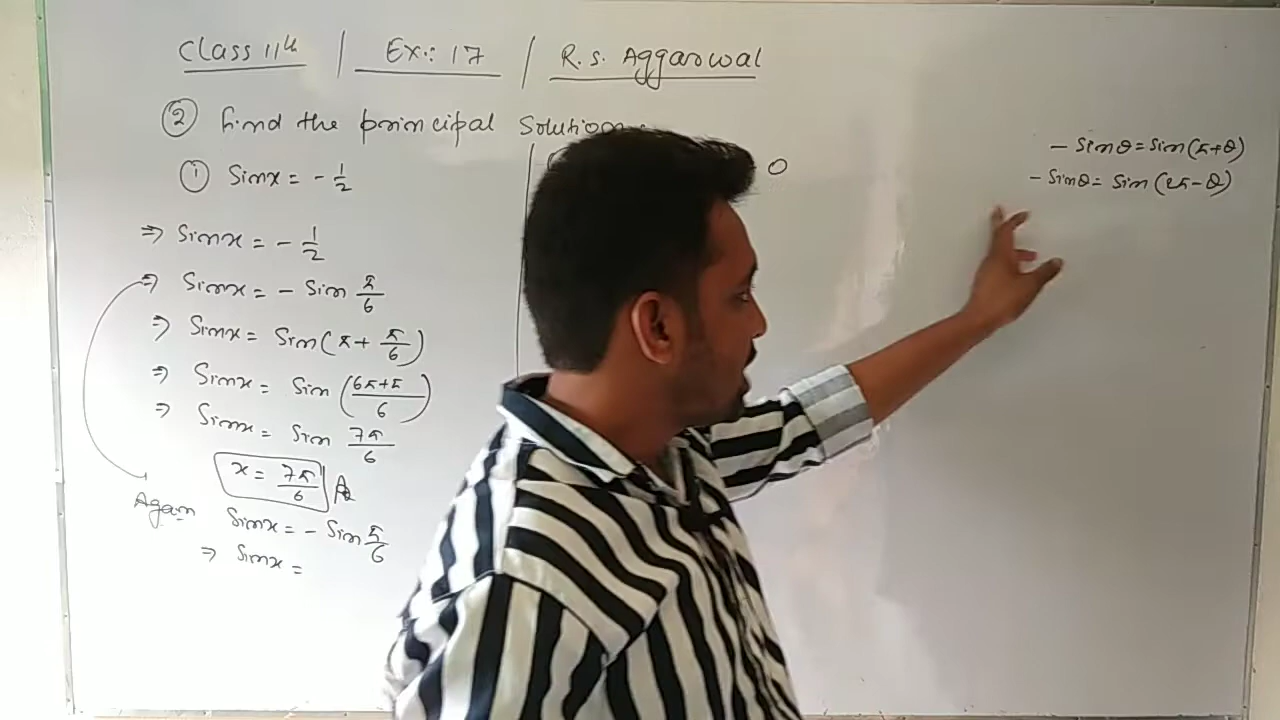 Class 11th / Ex.: 17 / R.S. Aggarwal
② find the principal Solution
① Sinx = - 1/2
⇒ Sinx = - 1/2
⇒ Sinx = - Sin π/6
⇒ Sinx = Sin(π + π/6)
⇒ Sinx = Sin (6π+π/6)
⇒ Sinx = Sin 7π/6
x = 7π/6
Again Sinx = - Sin π/6
⇒ Sinx =
0
- Sinθ = Sin(π+θ)
- Sinθ = Sin (2π-θ)